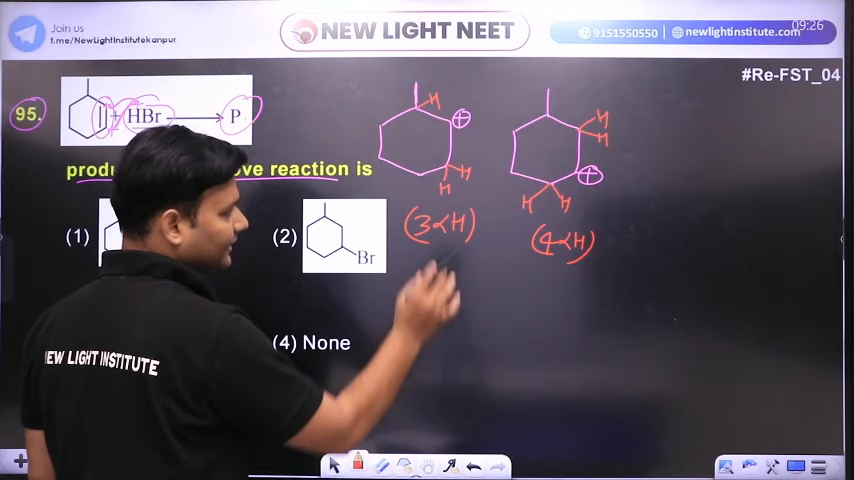 Join us
t.me/NewLightInstitutekanpur
NEW LIGHT NEET
9151550550 | newlightinstitute.com
09:26
#Re-FST_04
95.
+ HBr → P
produ ove reaction is
(1)
(2)
Br
(4) None
H
⊕
H
H
(3αH)
H
H
⊕
H
H
(4αH)
NEW LIGHT INSTITUTE